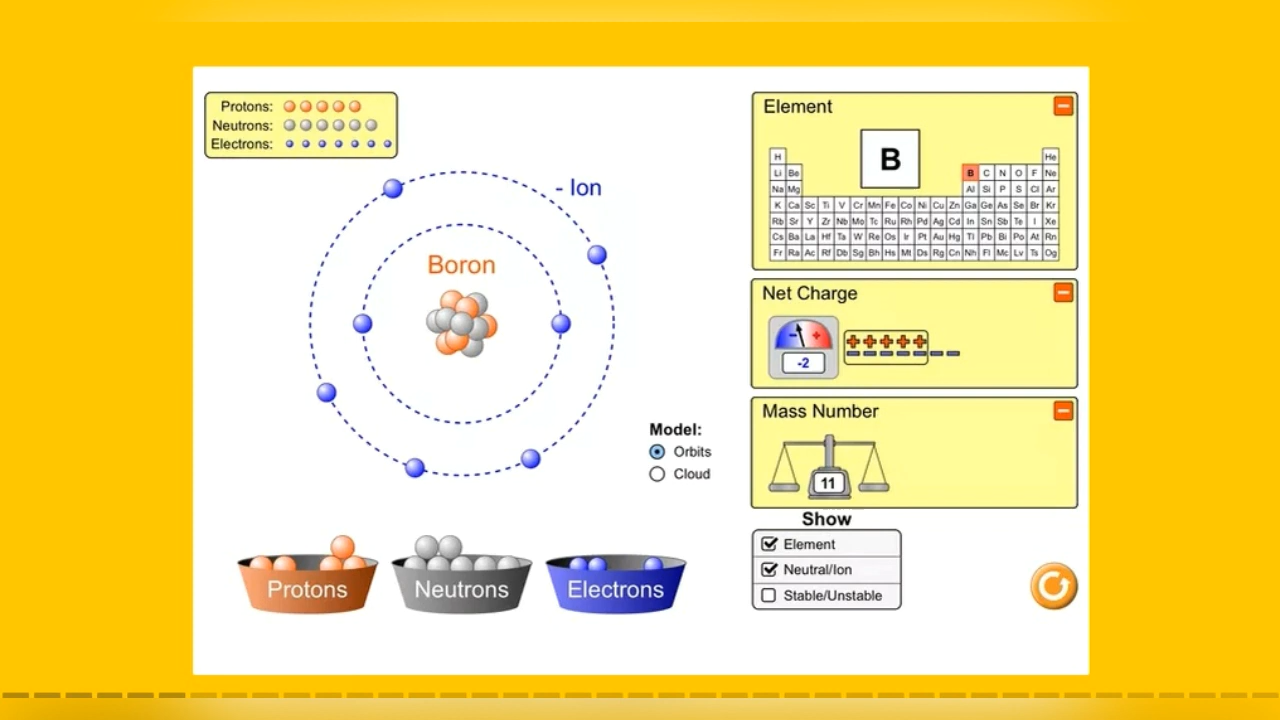 Protons:
Neutrons:
Electrons:
- Ion
Boron
Element
B
H He
Li Be B C N O F Ne
Na Mg Al Si P S Cl Ar
K Ca Sc Ti V Cr Mn Fe Co Ni Cu Zn Ga Ge As Se Br Kr
Rb Sr Y Zr Nb Mo Tc Ru Rh Pd Ag Cd In Sn Sb Te I Xe
Cs Ba La Hf Ta W Re Os Ir Pt Au Hg Tl Pb Bi Po At Rn
Fr Ra Ac Rf Db Sg Bh Hs Mt Ds Rg Cn Nh Fl Mc Lv Ts Og
Net Charge
- +
-2
Model:
Orbits
Cloud
Mass Number
11
Show
Element
Neutral/Ion
Stable/Unstable
Protons
Neutrons
Electrons